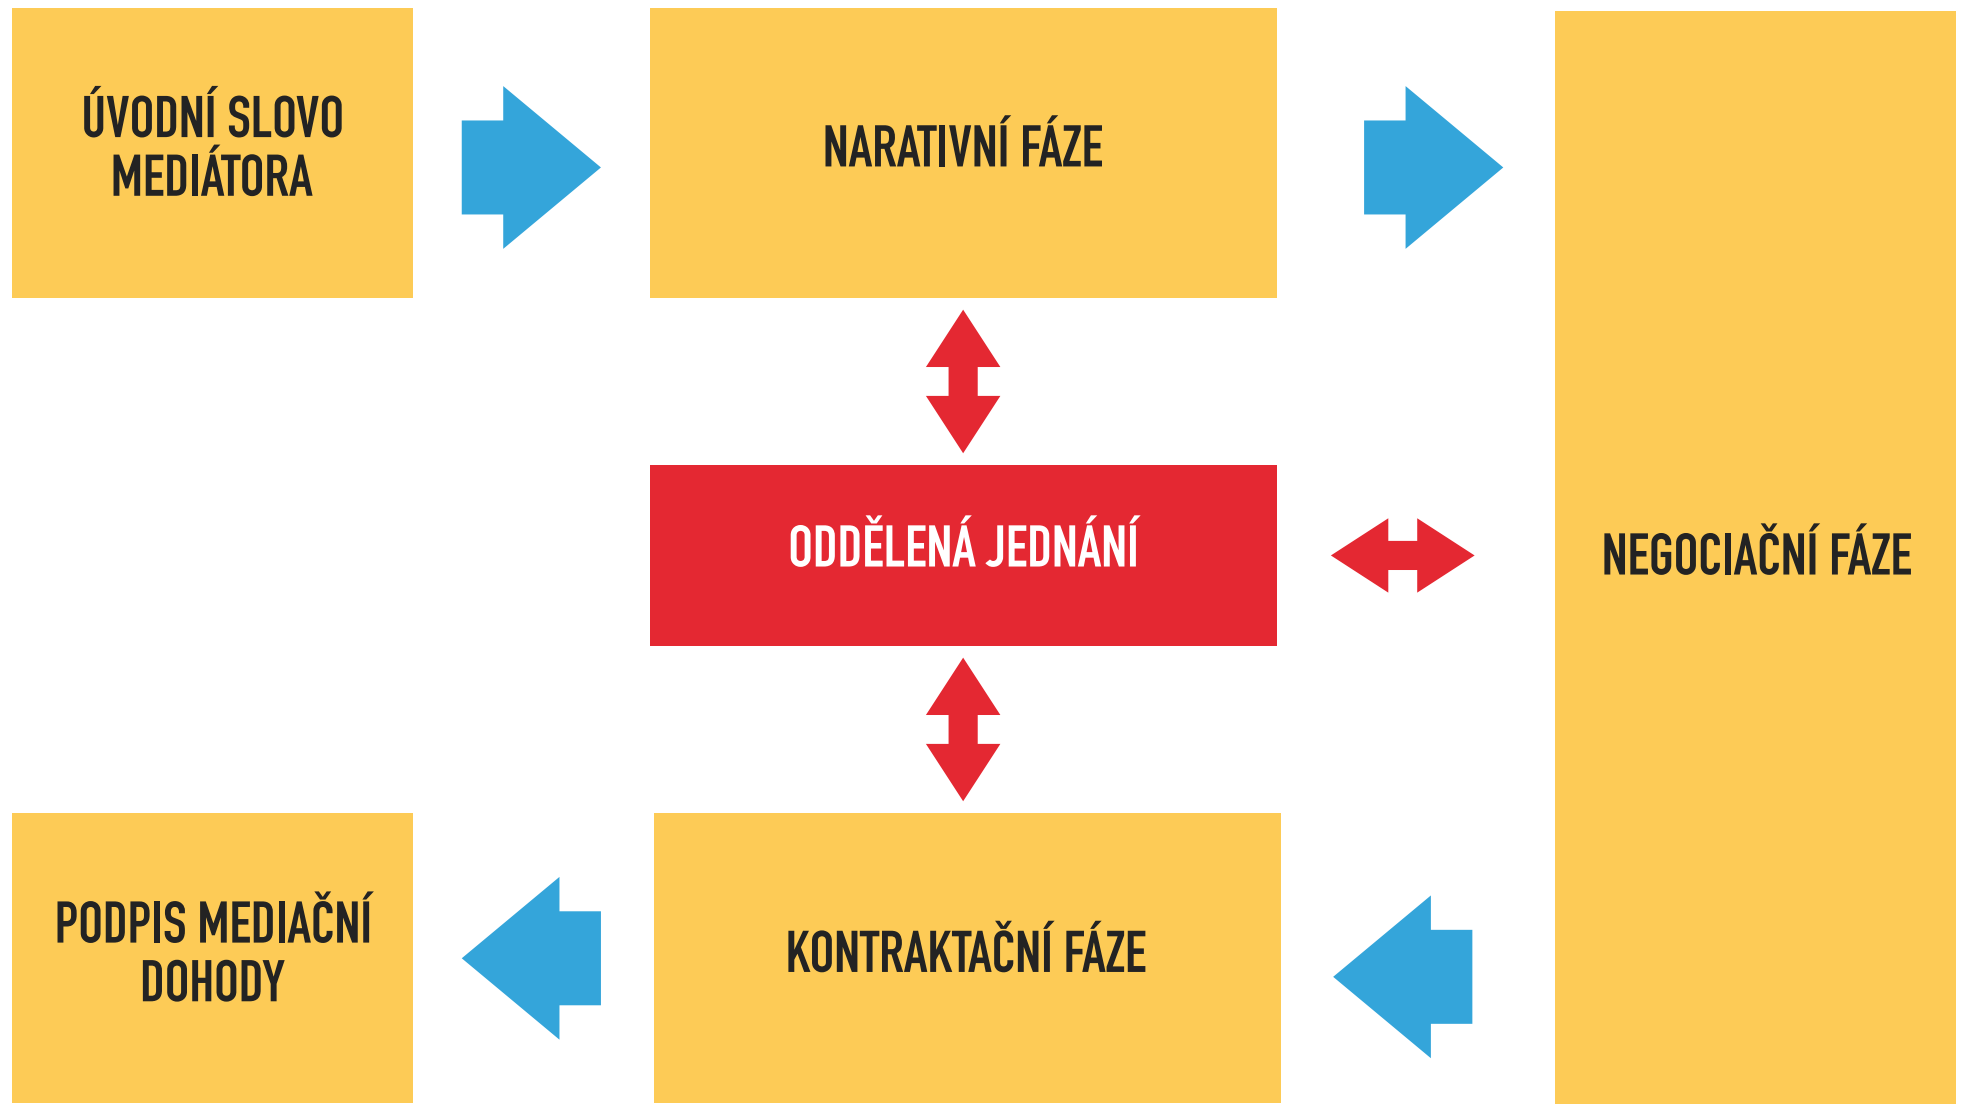 ÚVODNÍ SLOVO
MEDIÁTORA
NARATIVNÍ FÁZE
ODDĚLENÁ JEDNÁNÍ
NEGOCIAČNÍ FÁZE
PODPIS MEDIAČNÍ
DOHODY
KONTRAKTAČNÍ FÁZE